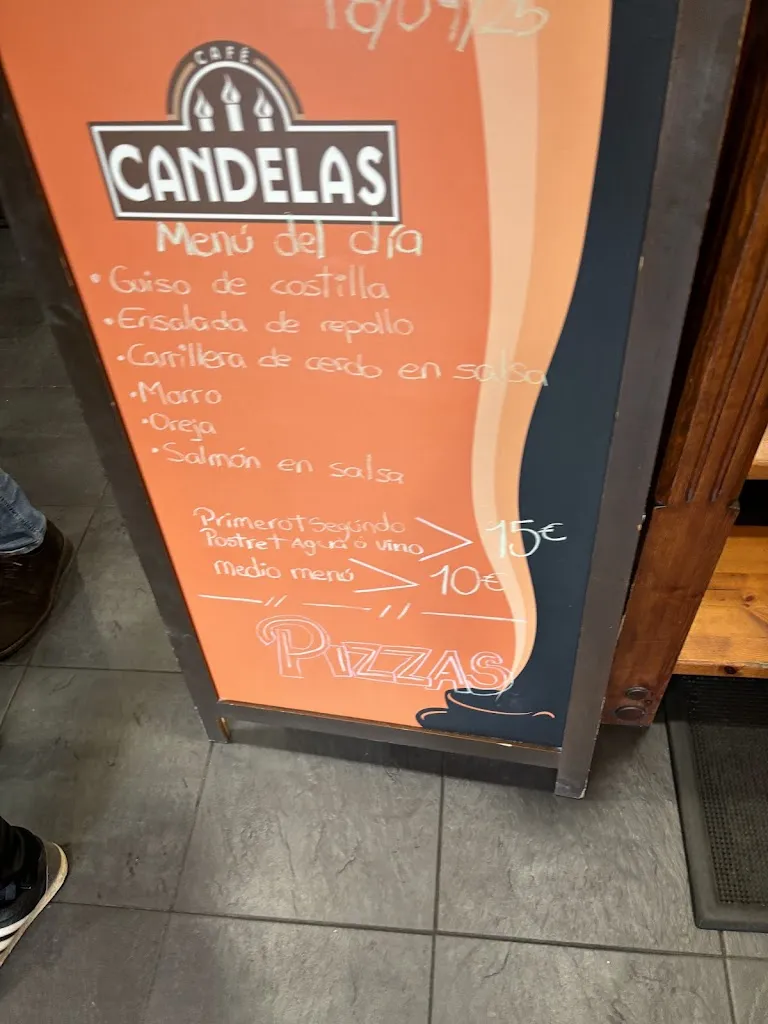 CAFÉ
CANDELAS
Menú del día
• Guiso de costilla
• Ensalada de repollo
• Carrillera de cerdo en salsa
• Morro
• Oreja
• Salmón en salsa
Primero + Segundo
Postre + Agua ó vino > 15€
medio menú > 10€
PIZZAS